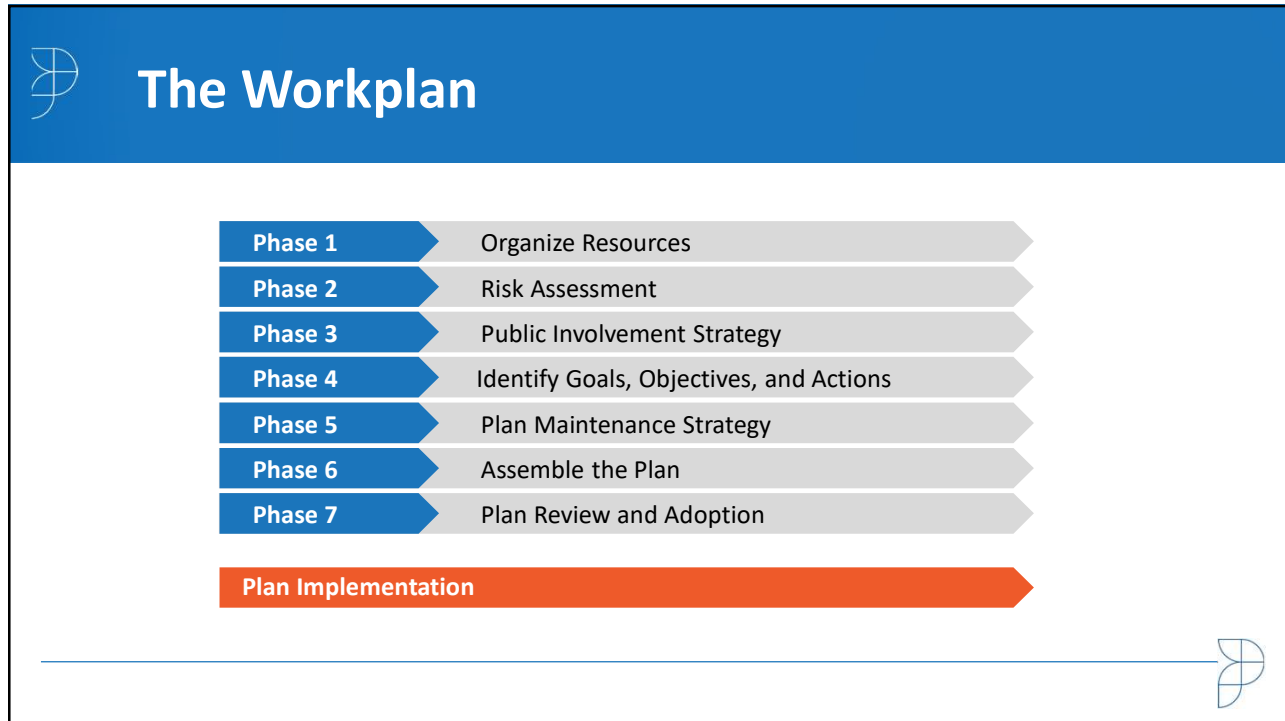 The Workplan
Phase 1 Organize Resources
Phase 2 Risk Assessment
Phase 3 Public Involvement Strategy
Phase 4 Identify Goals, Objectives, and Actions
Phase 5 Plan Maintenance Strategy
Phase 6 Assemble the Plan
Phase 7 Plan Review and Adoption
Plan Implementation